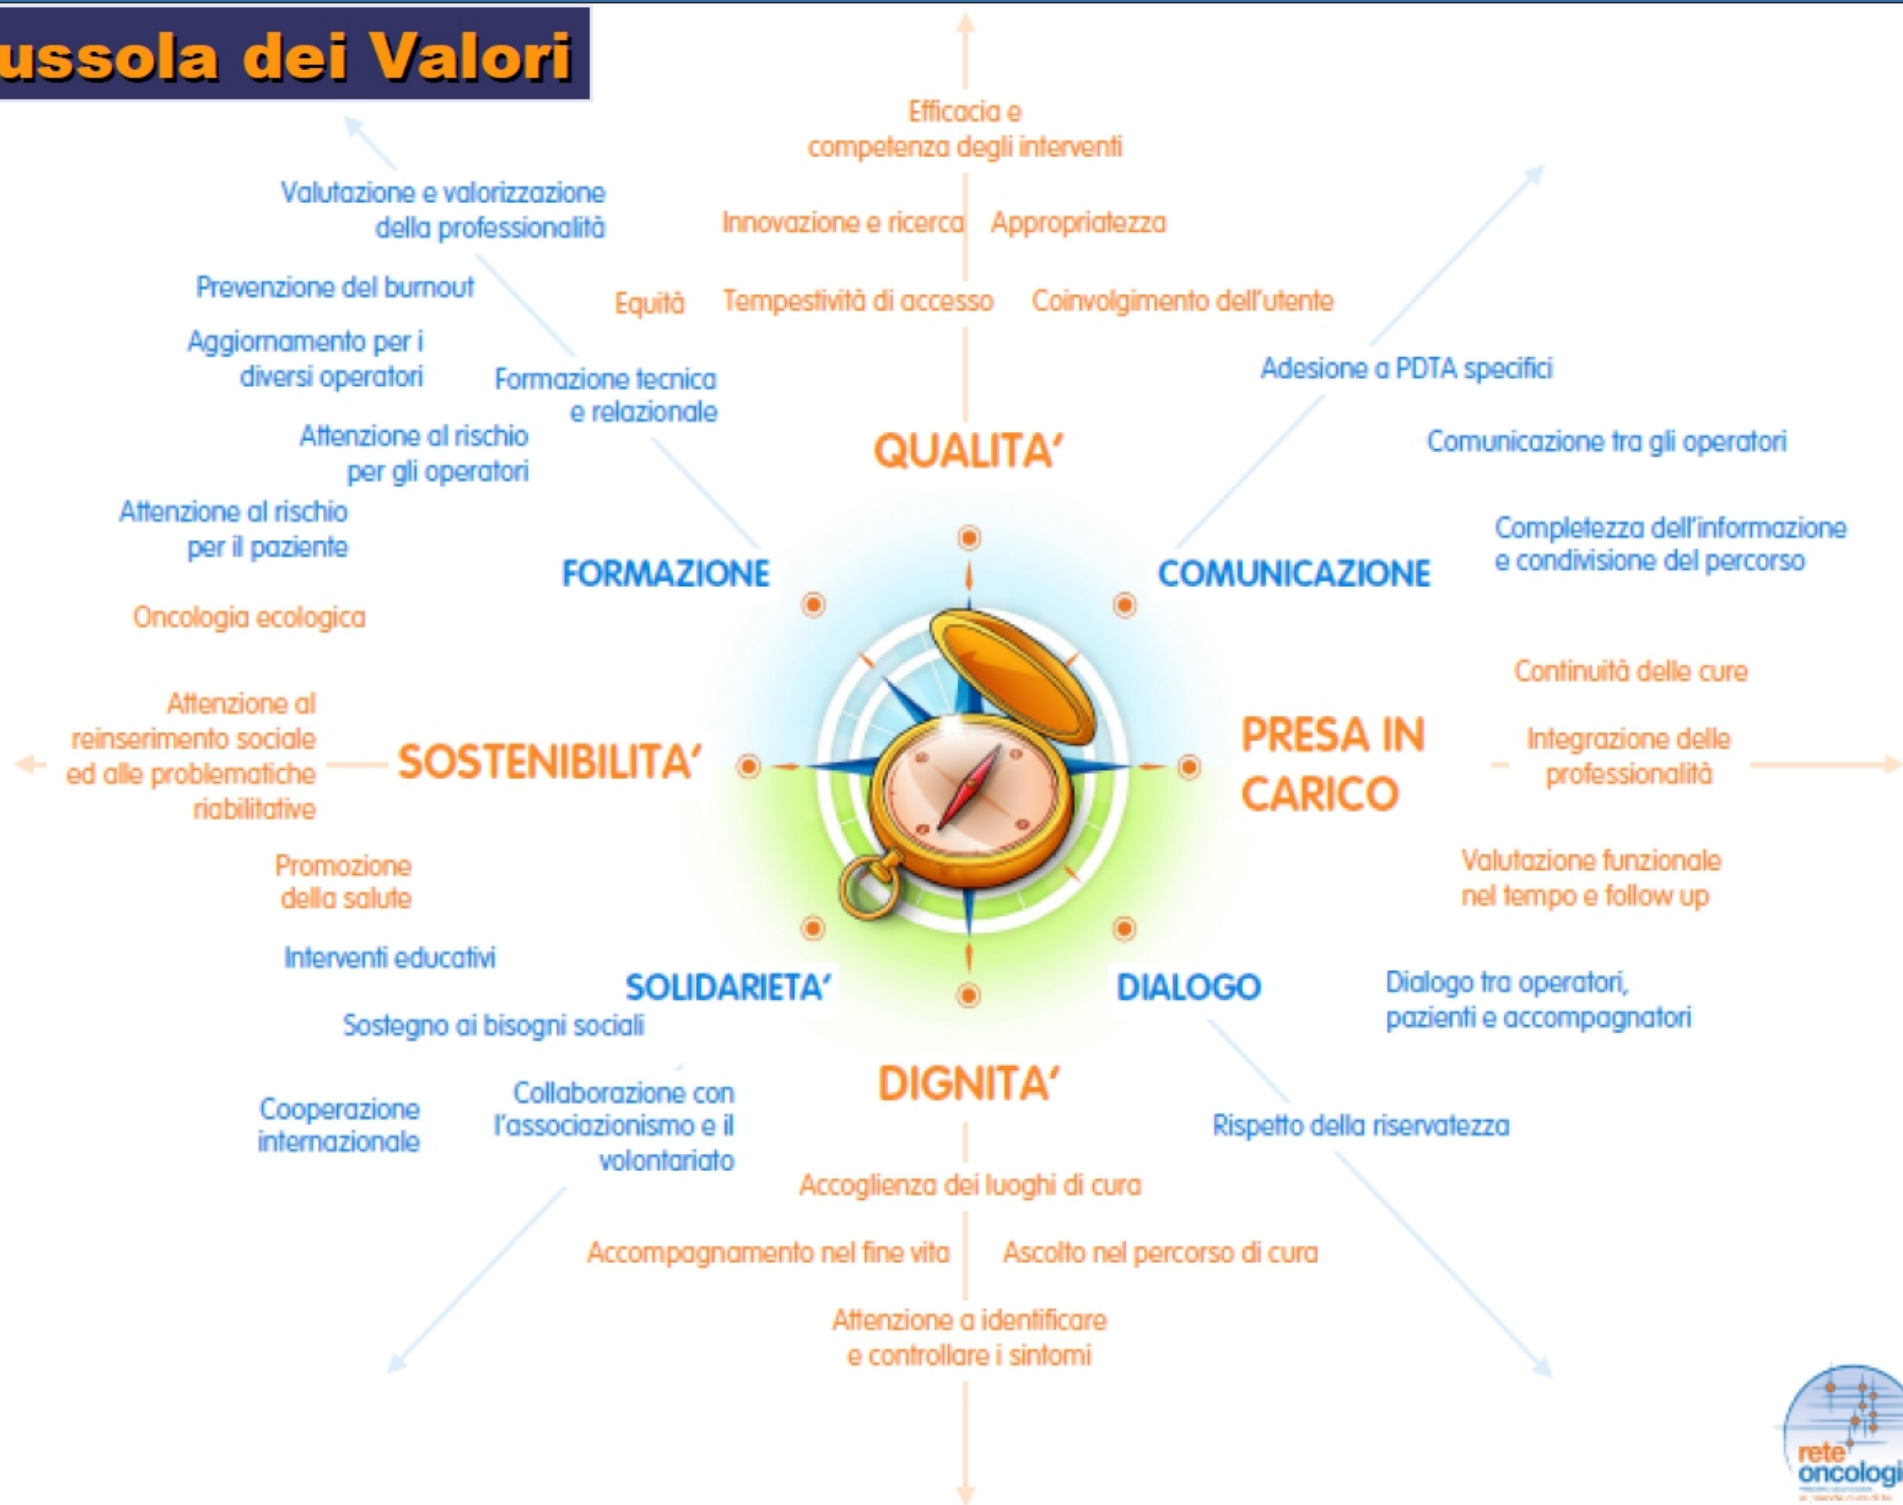 ussola dei Valori
Efficacia e
competenza degli interventi
Innovazione e ricerca
Appropriatezza
Equità
Tempestività di accesso
Coinvolgimento dell'utente
QUALITA'
Valutazione e valorizzazione
della professionalità
Prevenzione del burnout
Aggiornamento per i
diversi operatori
Formazione tecnica
e relazionale
Attenzione al rischio
per gli operatori
Attenzione al rischio
per il paziente
FORMAZIONE
Adesione a PDTA specifici
Comunicazione tra gli operatori
Completezza dell'informazione
e condivisione del percorso
COMUNICAZIONE
Oncologia ecologica
Attenzione al
reinserimento sociale
ed alle problematiche
riabilitative
SOSTENIBILITA'
Promozione
della salute
PRESA IN
CARICO
Continuità delle cure
Integrazione delle
professionalità
Valutazione funzionale
nel tempo e follow up
Interventi educativi
SOLIDARIETA'
Sostegno ai bisogni sociali
Cooperazione
internazionale
Collaborazione con
l'associazionismo e il
volontariato
DIALOGO
Dialogo tra operatori,
pazienti e accompagnatori
Rispetto della riservatezza
DIGNITA'
Accoglienza dei luoghi di cura
Accompagnamento nel fine vita
Ascolto nel percorso di cura
Attenzione a identificare
e controllare i sintomi
rete
oncologi